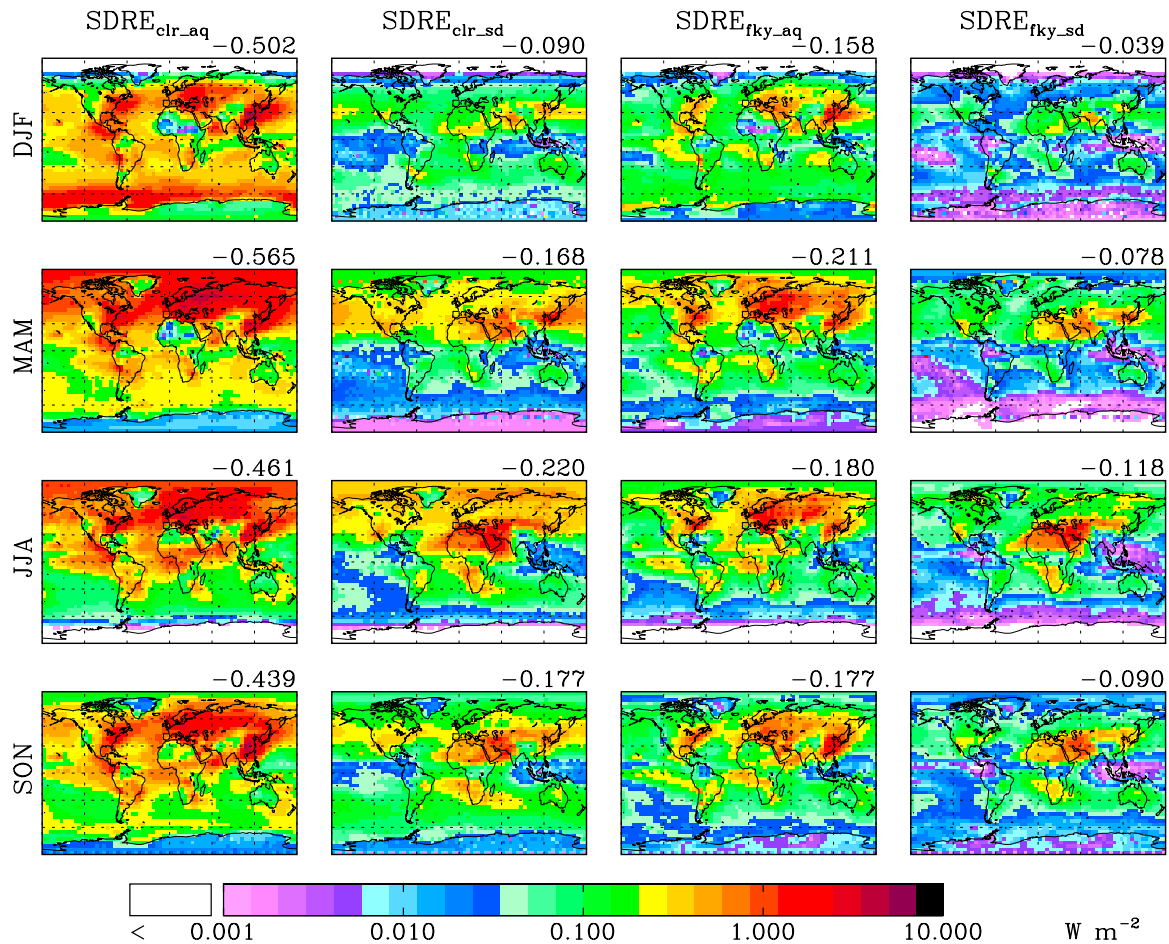 SDREclr_aq SDREclr_sd SDREfky_aq SDREfky_sd
−0.502 −0.090 −0.158 −0.039
DJF
−0.565 −0.168 −0.211 −0.078
MAM
−0.461 −0.220 −0.180 −0.118
JJA
−0.439 −0.177 −0.177 −0.090
SON
< 0.001 0.010 0.100 1.000 10.000 W m−2